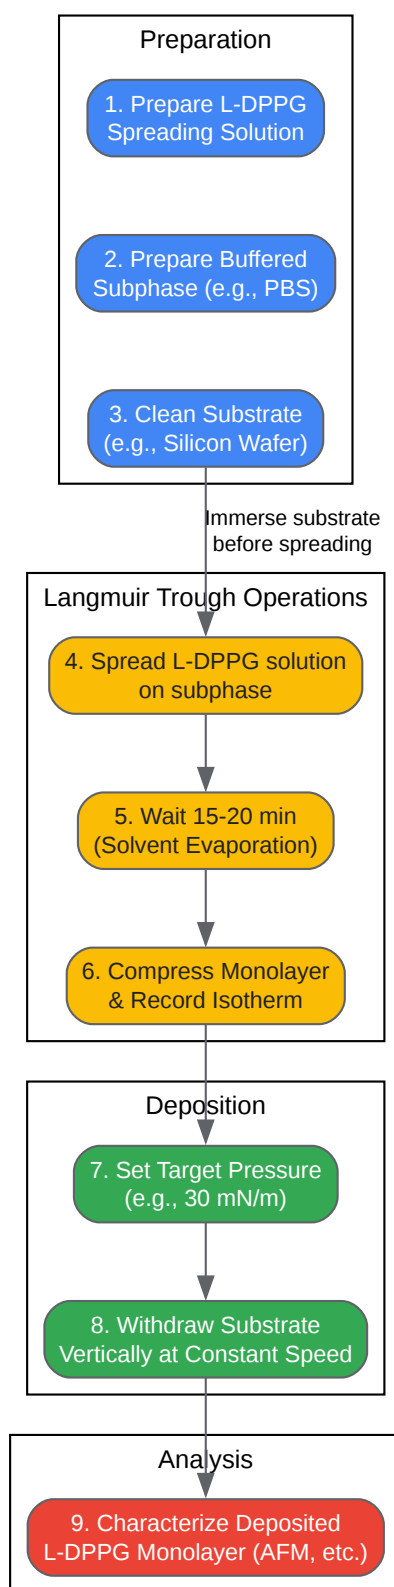 Preparation
1. Prepare L-DPPG
Spreading Solution
2. Prepare Buffered
Subphase (e.g., PBS)
3. Clean Substrate
(e.g., Silicon Wafer)
Immerse substrate
before spreading
Langmuir Trough Operations
4. Spread L-DPPG solution
on subphase
5. Wait 15-20 min
(Solvent Evaporation)
6. Compress Monolayer
& Record Isotherm
Deposition
7. Set Target Pressure
(e.g., 30 mN/m)
8. Withdraw Substrate
Vertically at Constant Speed
Analysis
9. Characterize Deposited
L-DPPG Monolayer (AFM, etc.)